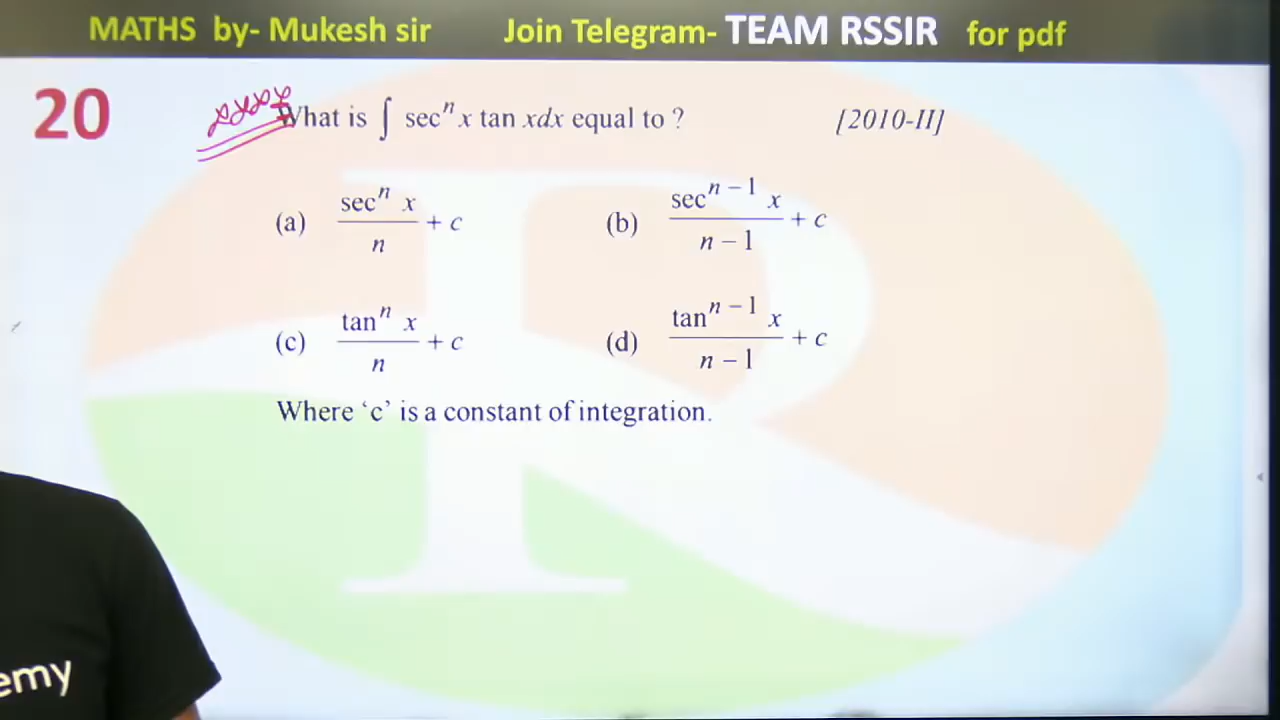 MATHS by- Mukesh sir Join Telegram- TEAM RSSIR for pdf
20 What is ∫ secⁿ x tan xdx equal to ? [2010-II]
(a) secⁿ x / n + c (b) secⁿ⁻¹ x / n – 1 + c
(c) tanⁿ x / n + c (d) tanⁿ⁻¹ x / n – 1 + c
Where ‘c’ is a constant of integration.
emy